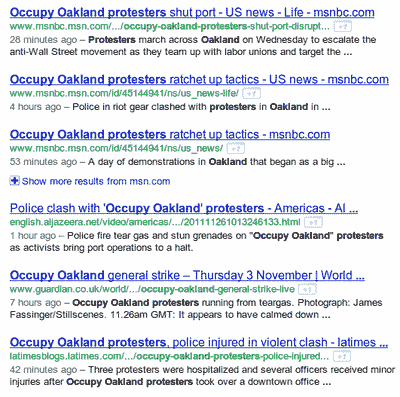 Occupy Oakland protesters shut port - US news - Life - msnbc.com
www.msnbc.msn.com/.../occupy-oakland-protesters-shut-port-disrupt...
28 minutes ago – Protesters march across Oakland on Wednesday to escalate the
anti-Wall Street movement as they team up with labor unions and target the ...
Occupy Oakland protesters ratchet up tactics - US news - msnbc.com
www.msnbc.msn.com/id/45144941/ns/us_news-life/
4 hours ago – Police in riot gear clashed with protesters in Oakland in ...
Occupy Oakland protesters ratchet up tactics - msnbc.com
www.msnbc.msn.com/id/45144941/ns/us_news/
53 minutes ago – A day of demonstrations in Oakland that began as a big ...
Show more results from msn.com
Police clash with 'Occupy Oakland' protesters - Americas - Al ...
english.aljazeera.net/video/americas/.../201111261013246133.html
1 hour ago – Police fire tear gas and stun grenades on "Occupy Oakland" protesters
as activists bring port operations to a halt.
Occupy Oakland general strike – Thursday 3 November | World ...
www.guardian.co.uk/world/.../occupy-oakland-general-strike-live
7 hours ago – Occupy Oakland protesters running from teargas. Photograph: James
Fassinger/Stillscenes. 11.26am GMT: It appears to have calmed down ...
Occupy Oakland protesters, police injured in violent clash - latimes ...
latimesblogs.latimes.com/.../occupy-oakland-protesters-police-injured...
42 minutes ago – Three protesters were hospitalized and several officers received minor
injuries after Occupy Oakland protesters took over a downtown office ...